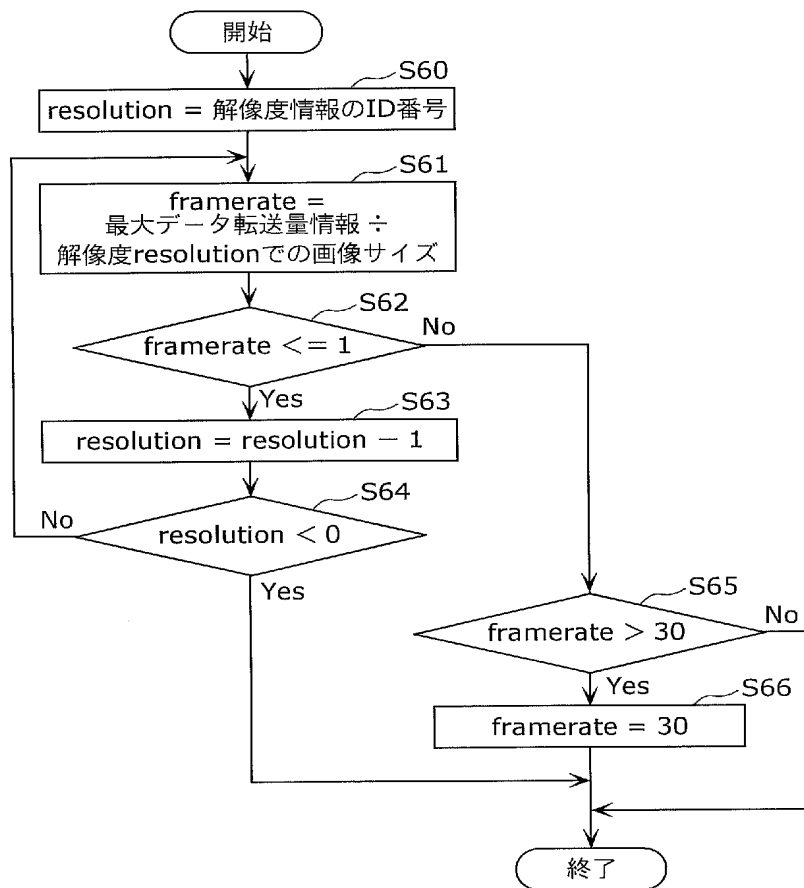 開始
S60
resolution = 解像度情報のID番号
S61
framerate =
最大データ転送量情報 ÷
解像度resolutionでの画像サイズ
S62
framerate <= 1
No
Yes
S63
resolution = resolution − 1
S64
resolution < 0
No
Yes
S65
framerate > 30
No
Yes
S66
framerate = 30
終了